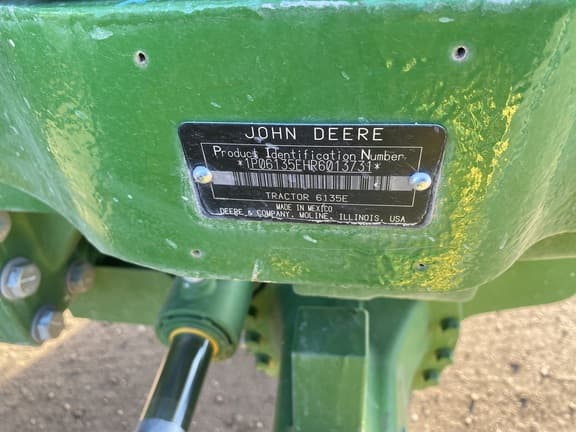 JOHN DEERE
Product Identification Number
*1P06135EHR6013731*
TRACTOR 6135E
MADE IN MEXICO
DEERE & COMPANY, MOLINE, ILLINOIS, USA